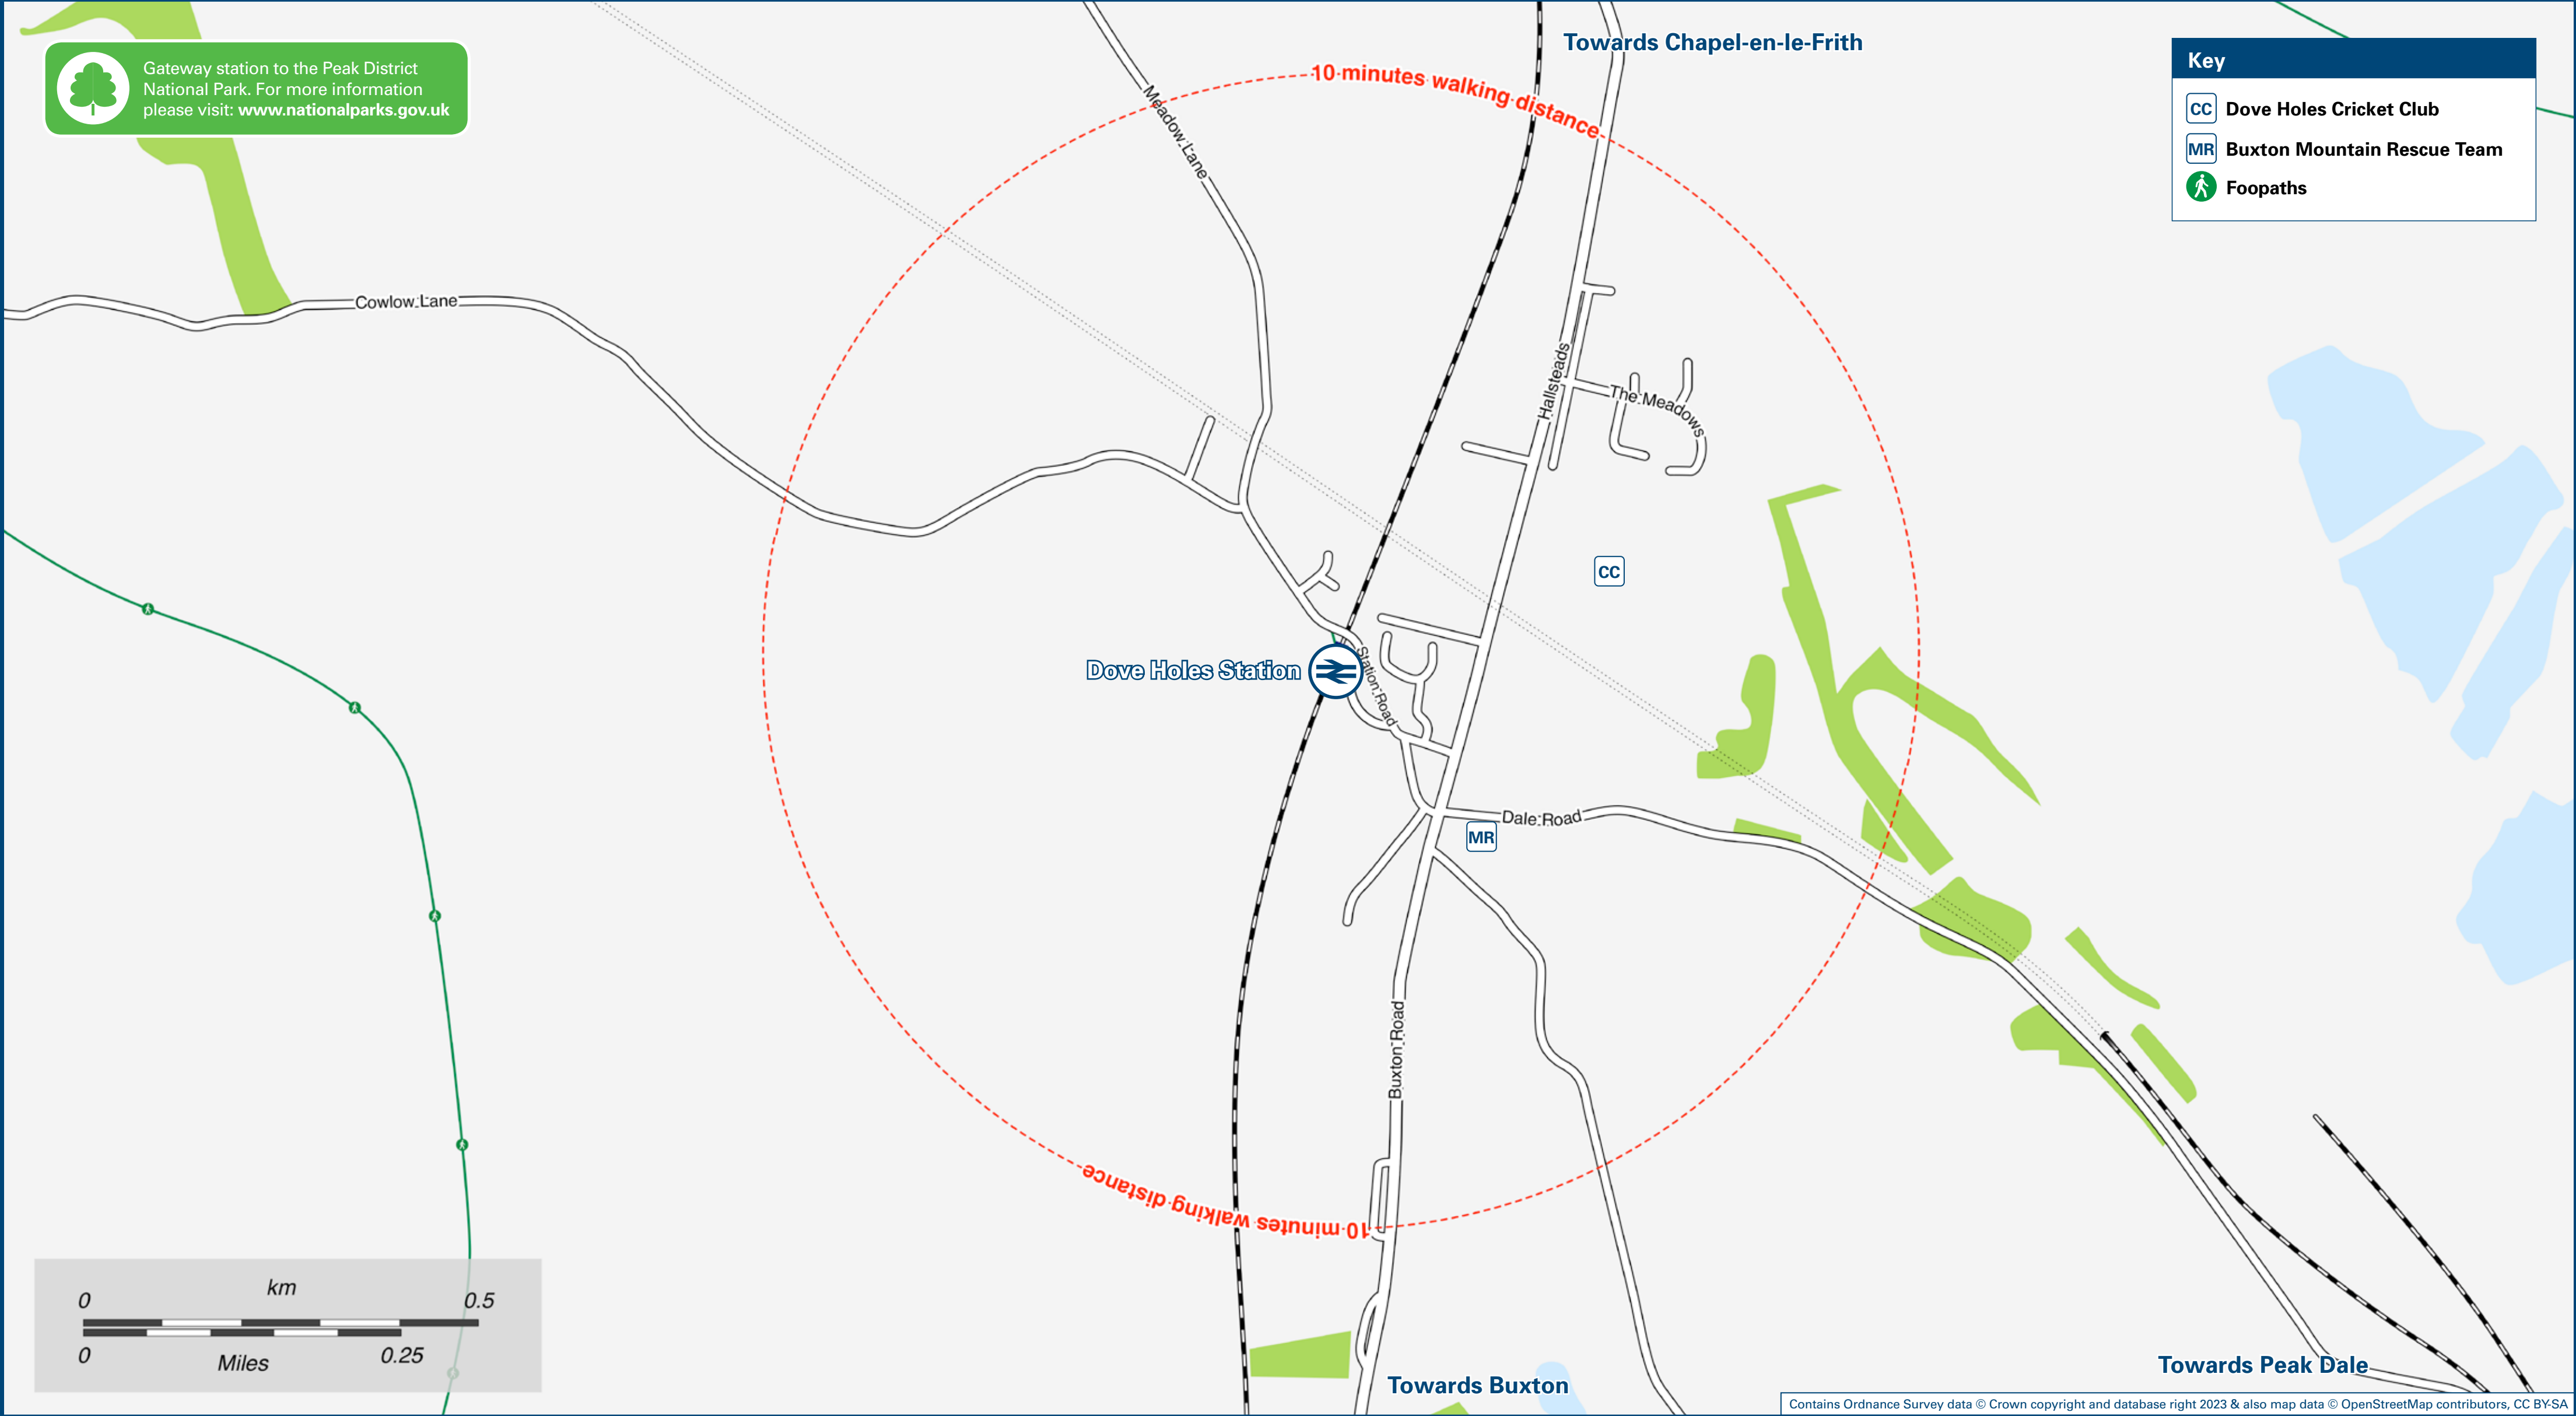 Towards Chapel-en-le-Frith
Gateway station to the Peak District
National Park. For more information
please visit: www.nationalparks.gov.uk
Key
CC Dove Holes Cricket Club
MR Buxton Mountain Rescue Team
Foopaths
10 minutes walking distance
Meadow Lane
Cowlow Lane
Hallsteads
The Meadows
CC
Dove Holes Station
Station Road
Dale Road
MR
Buxton Road
10 minutes walking distance
km
0 0.5
0 0.25
Miles
Towards Buxton
Towards Peak Dale
Contains Ordnance Survey data © Crown copyright and database right 2023 & also map data © OpenStreetMap contributors, CC BY-SA